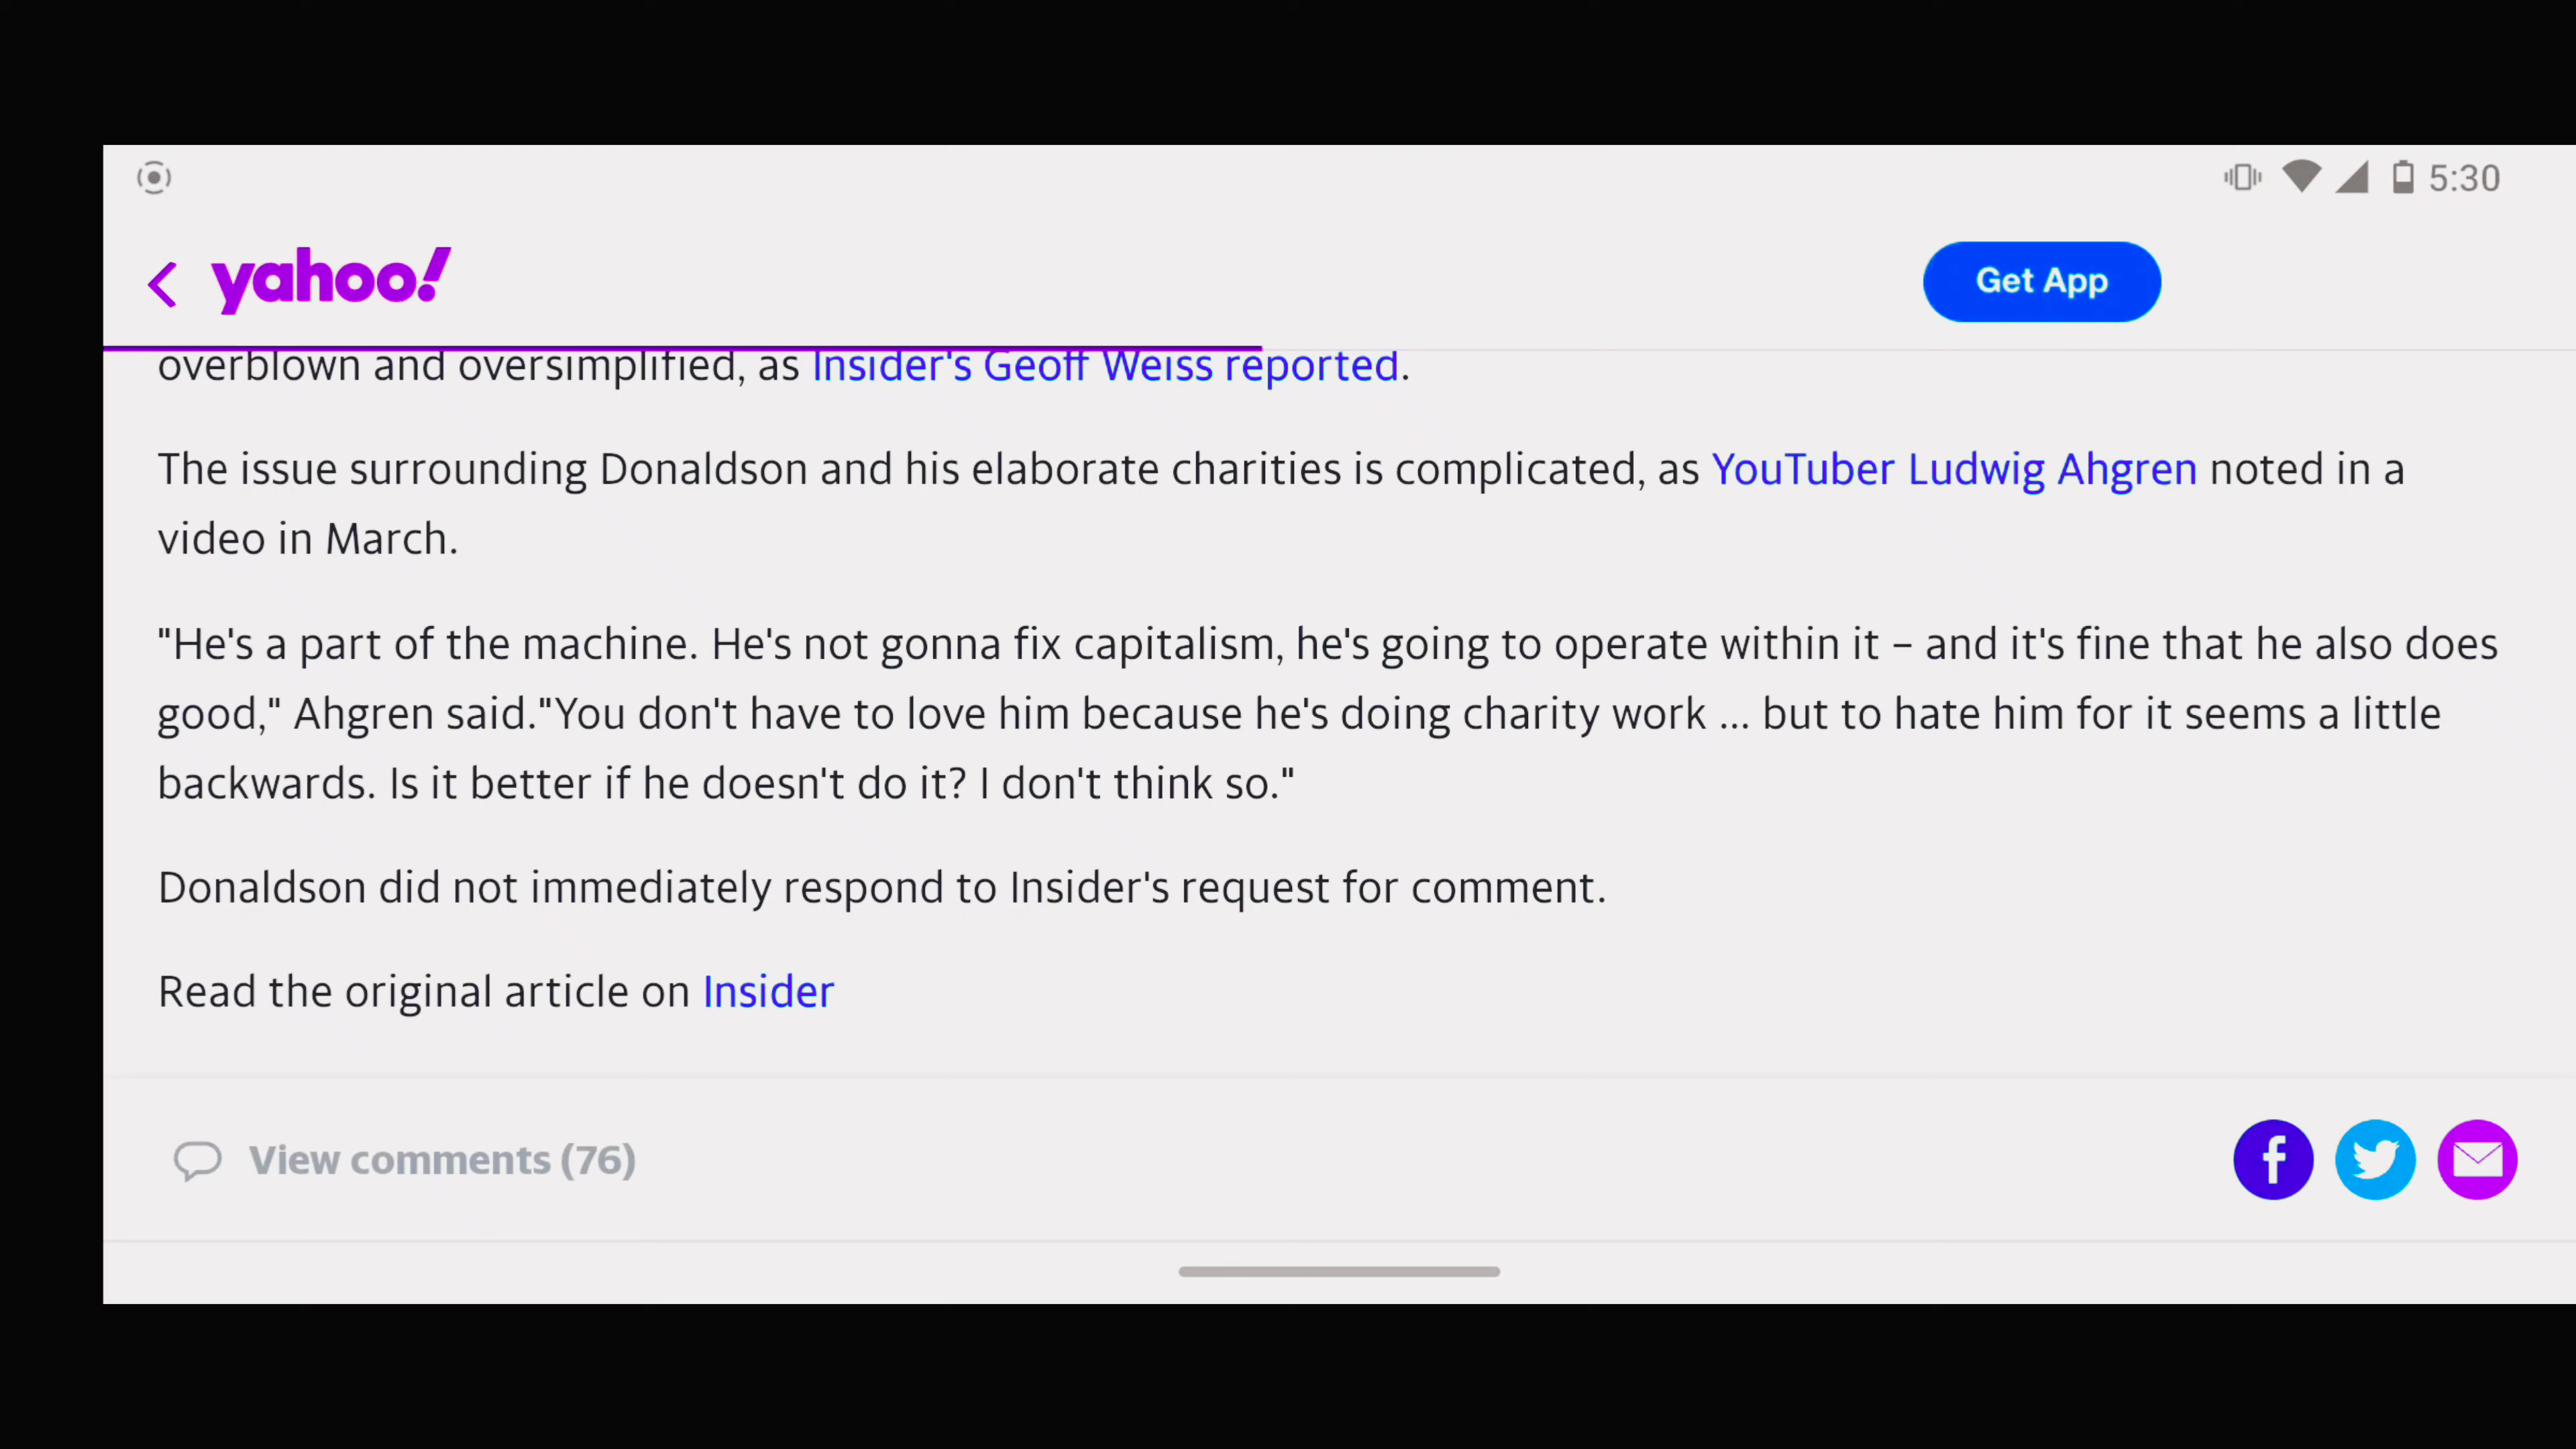 5:30
yahoo!
Get App
overblown and oversimplified, as Insider's Geoff Weiss reported.
The issue surrounding Donaldson and his elaborate charities is complicated, as YouTuber Ludwig Ahgren noted in a
video in March.
"He's a part of the machine. He's not gonna fix capitalism, he's going to operate within it – and it's fine that he also does
good," Ahgren said."You don't have to love him because he's doing charity work ... but to hate him for it seems a little
backwards. Is it better if he doesn't do it? I don't think so."
Donaldson did not immediately respond to Insider's request for comment.
Read the original article on Insider
View comments (76)